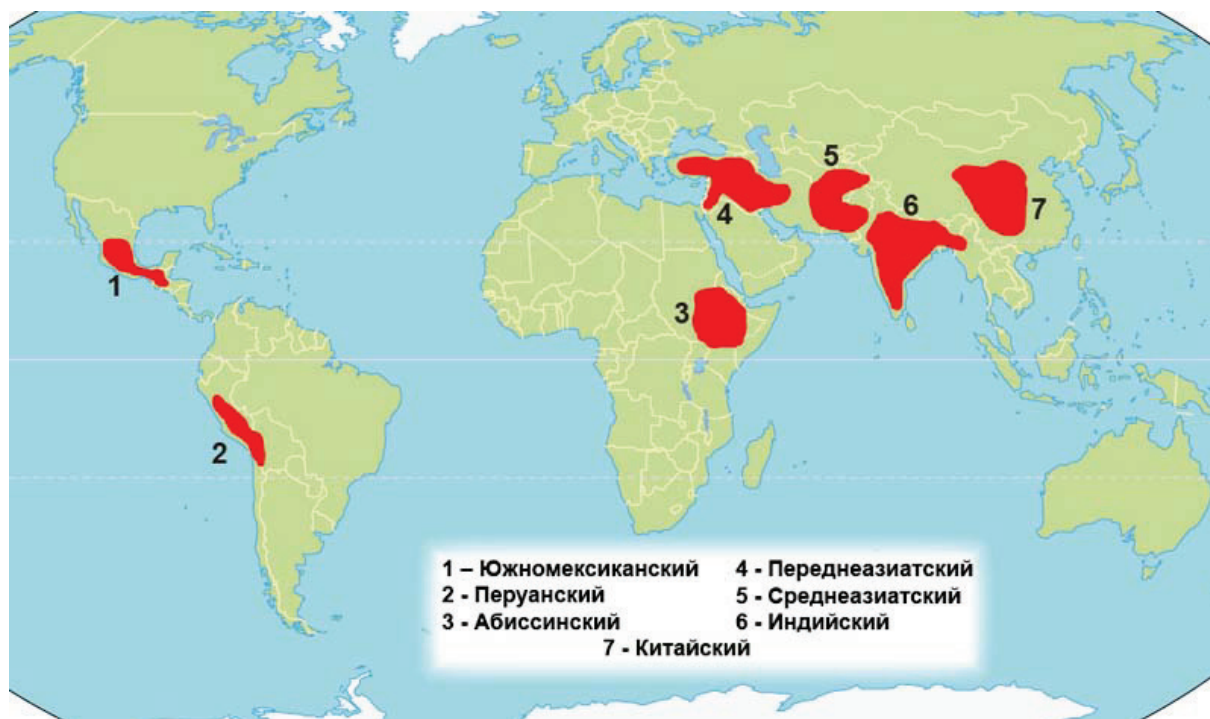 5
4
6
7
1
3
2
1 – Южномексиканский
4 - Переднеазиатский
2 - Перуанский
5 - Среднеазиатский
3 - Абиссинский
6 - Индийский
7 - Китайский